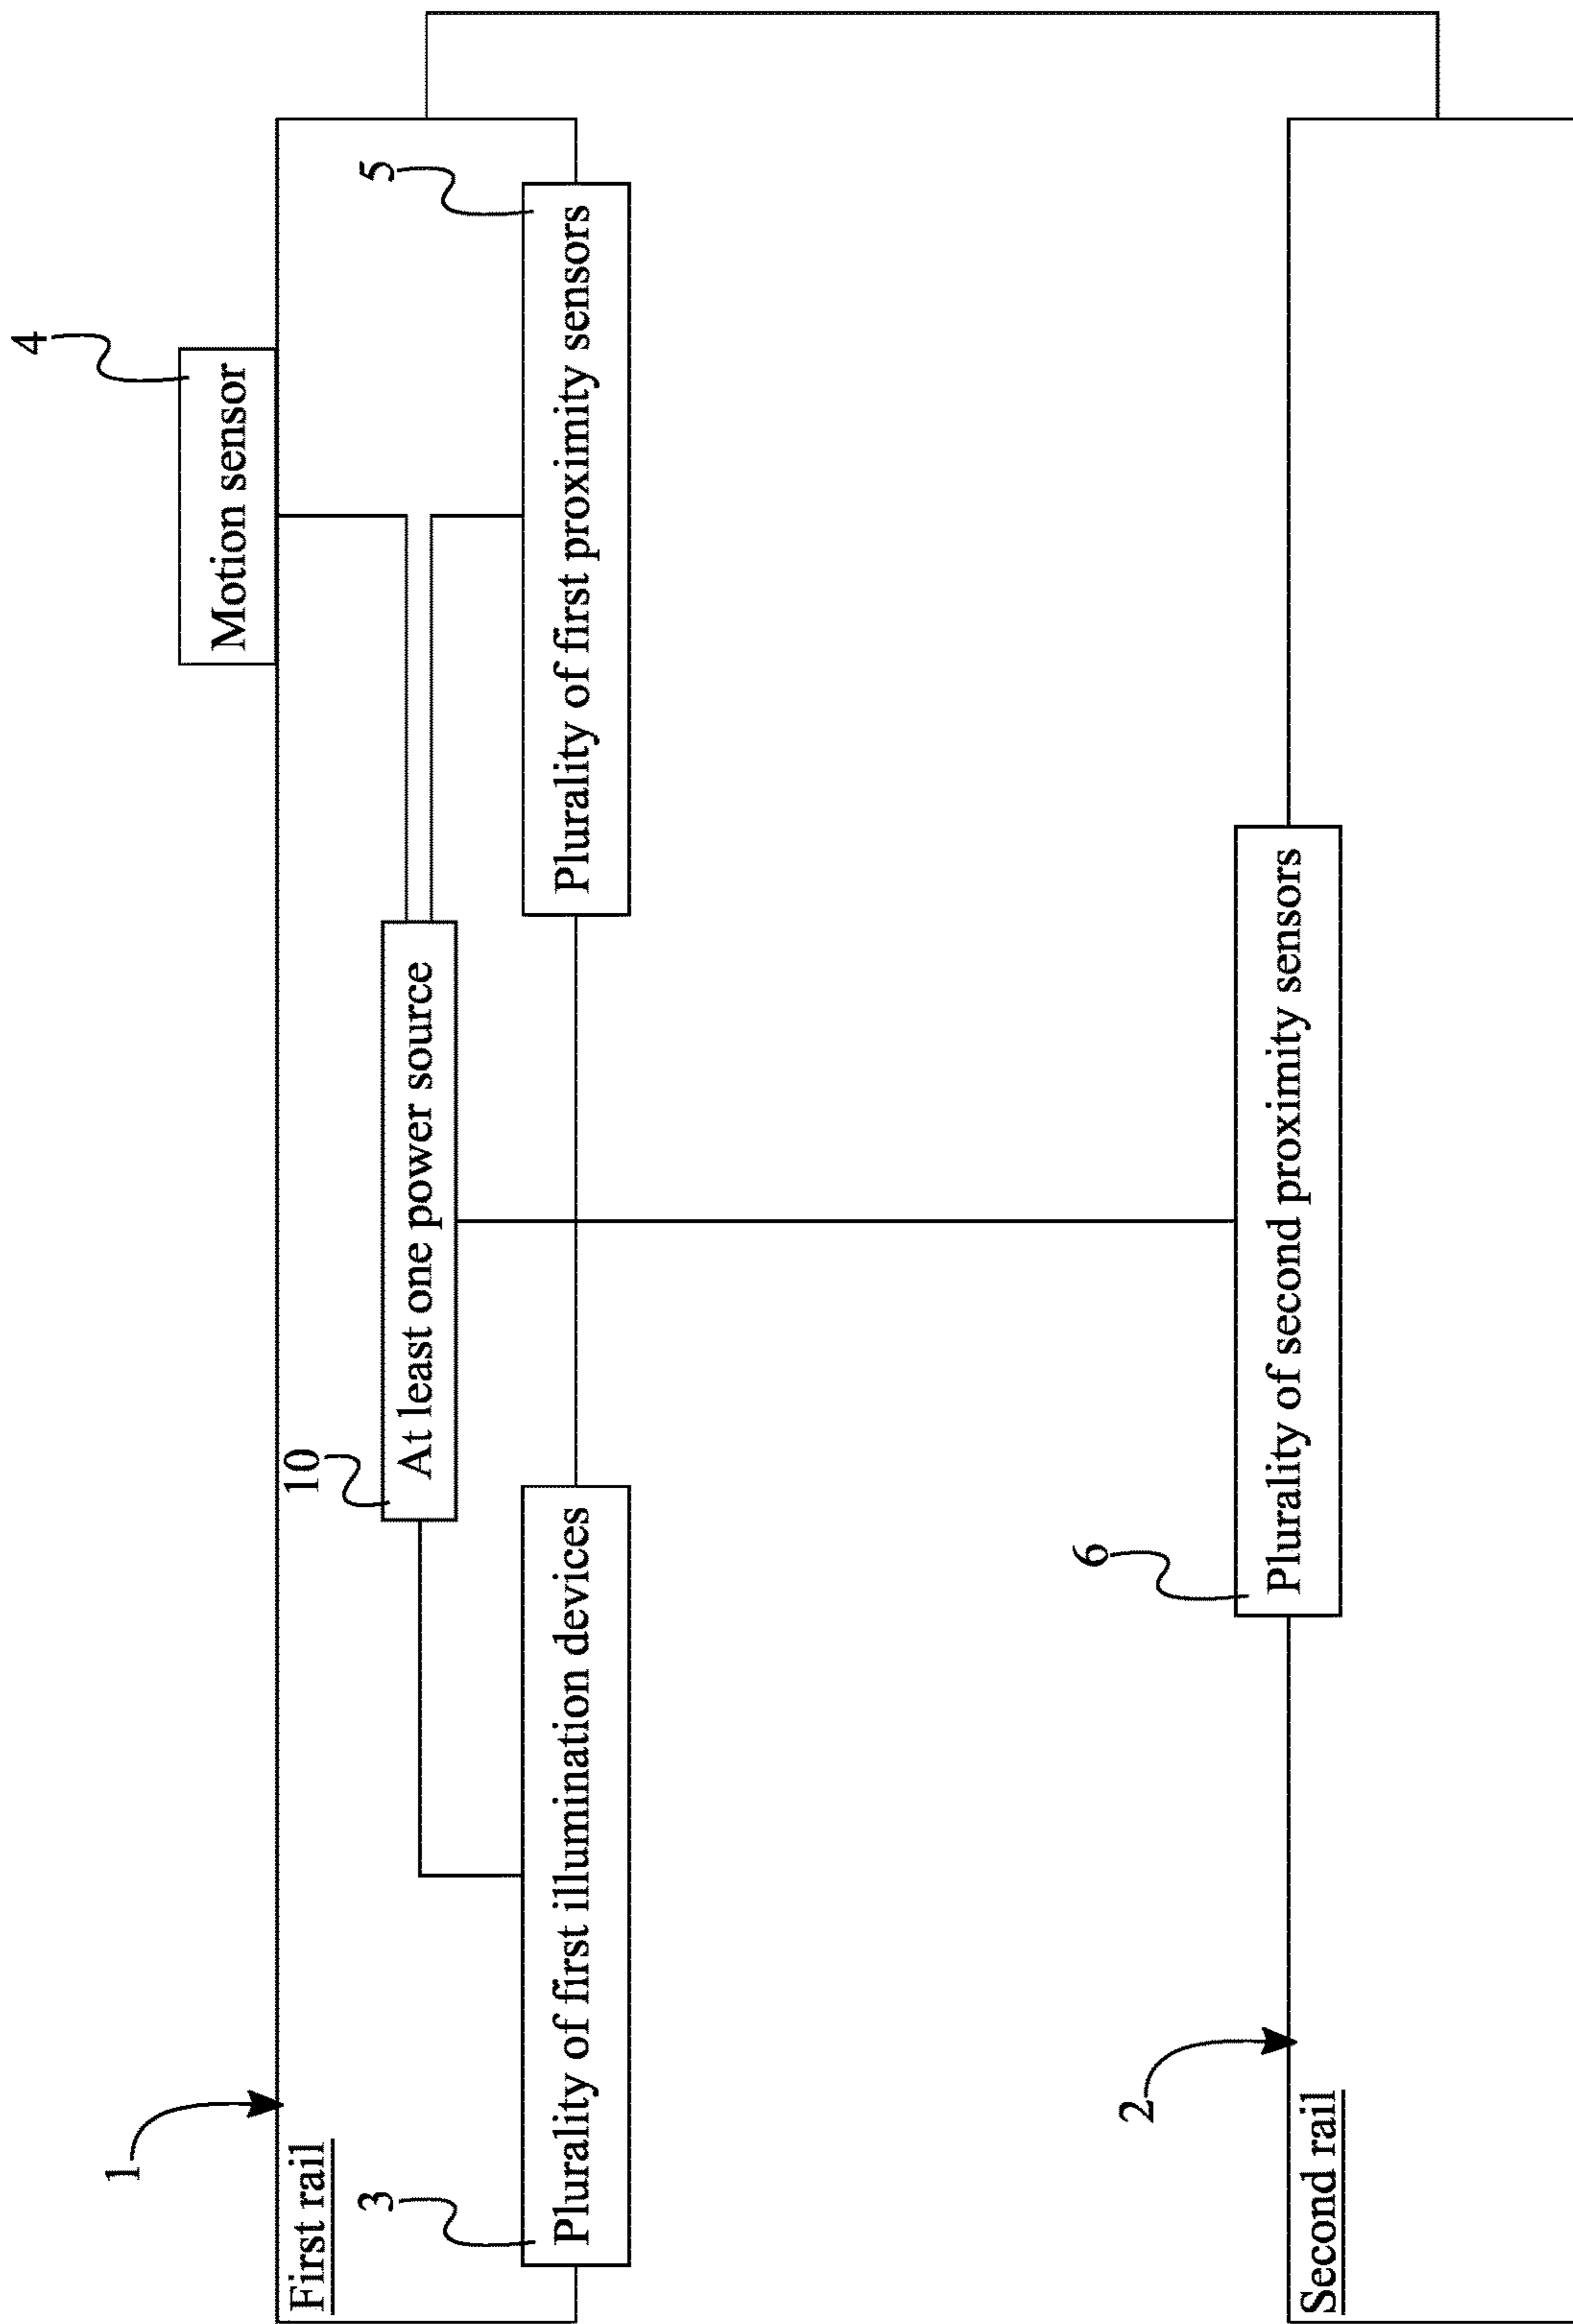 4
Motion sensor
1
First rail
10
At least one power source
5
3
Plurality of first illumination devices
Plurality of first proximity sensors
6
Plurality of second proximity sensors
2
Second rail